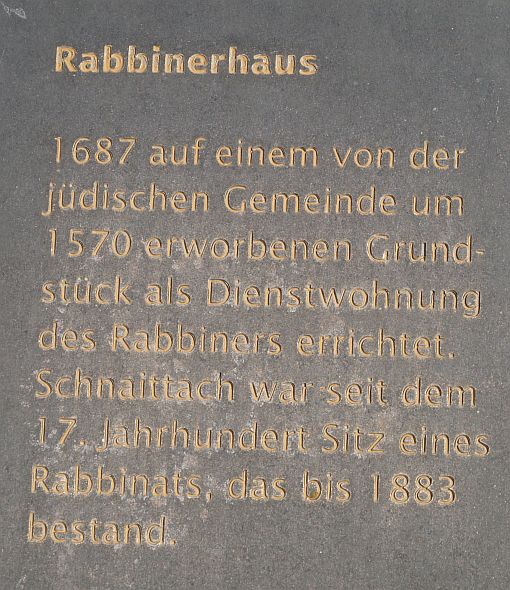 Rabbinerhaus
1687 auf einem von der
jüdischen Gemeinde um
1570 erworbenen Grund-
stück als Dienstwohnung
des Rabbiners errichtet.
Schnaittach war seit dem
17. Jahrhundert Sitz eines
Rabbinats, das bis 1883
bestand.